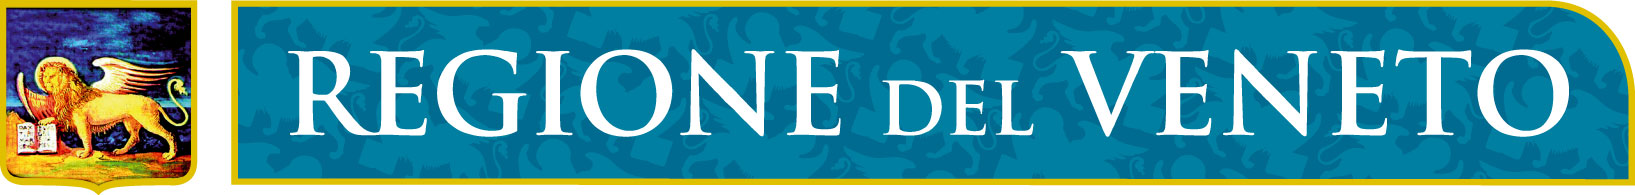 REGIONE DEL VENETO